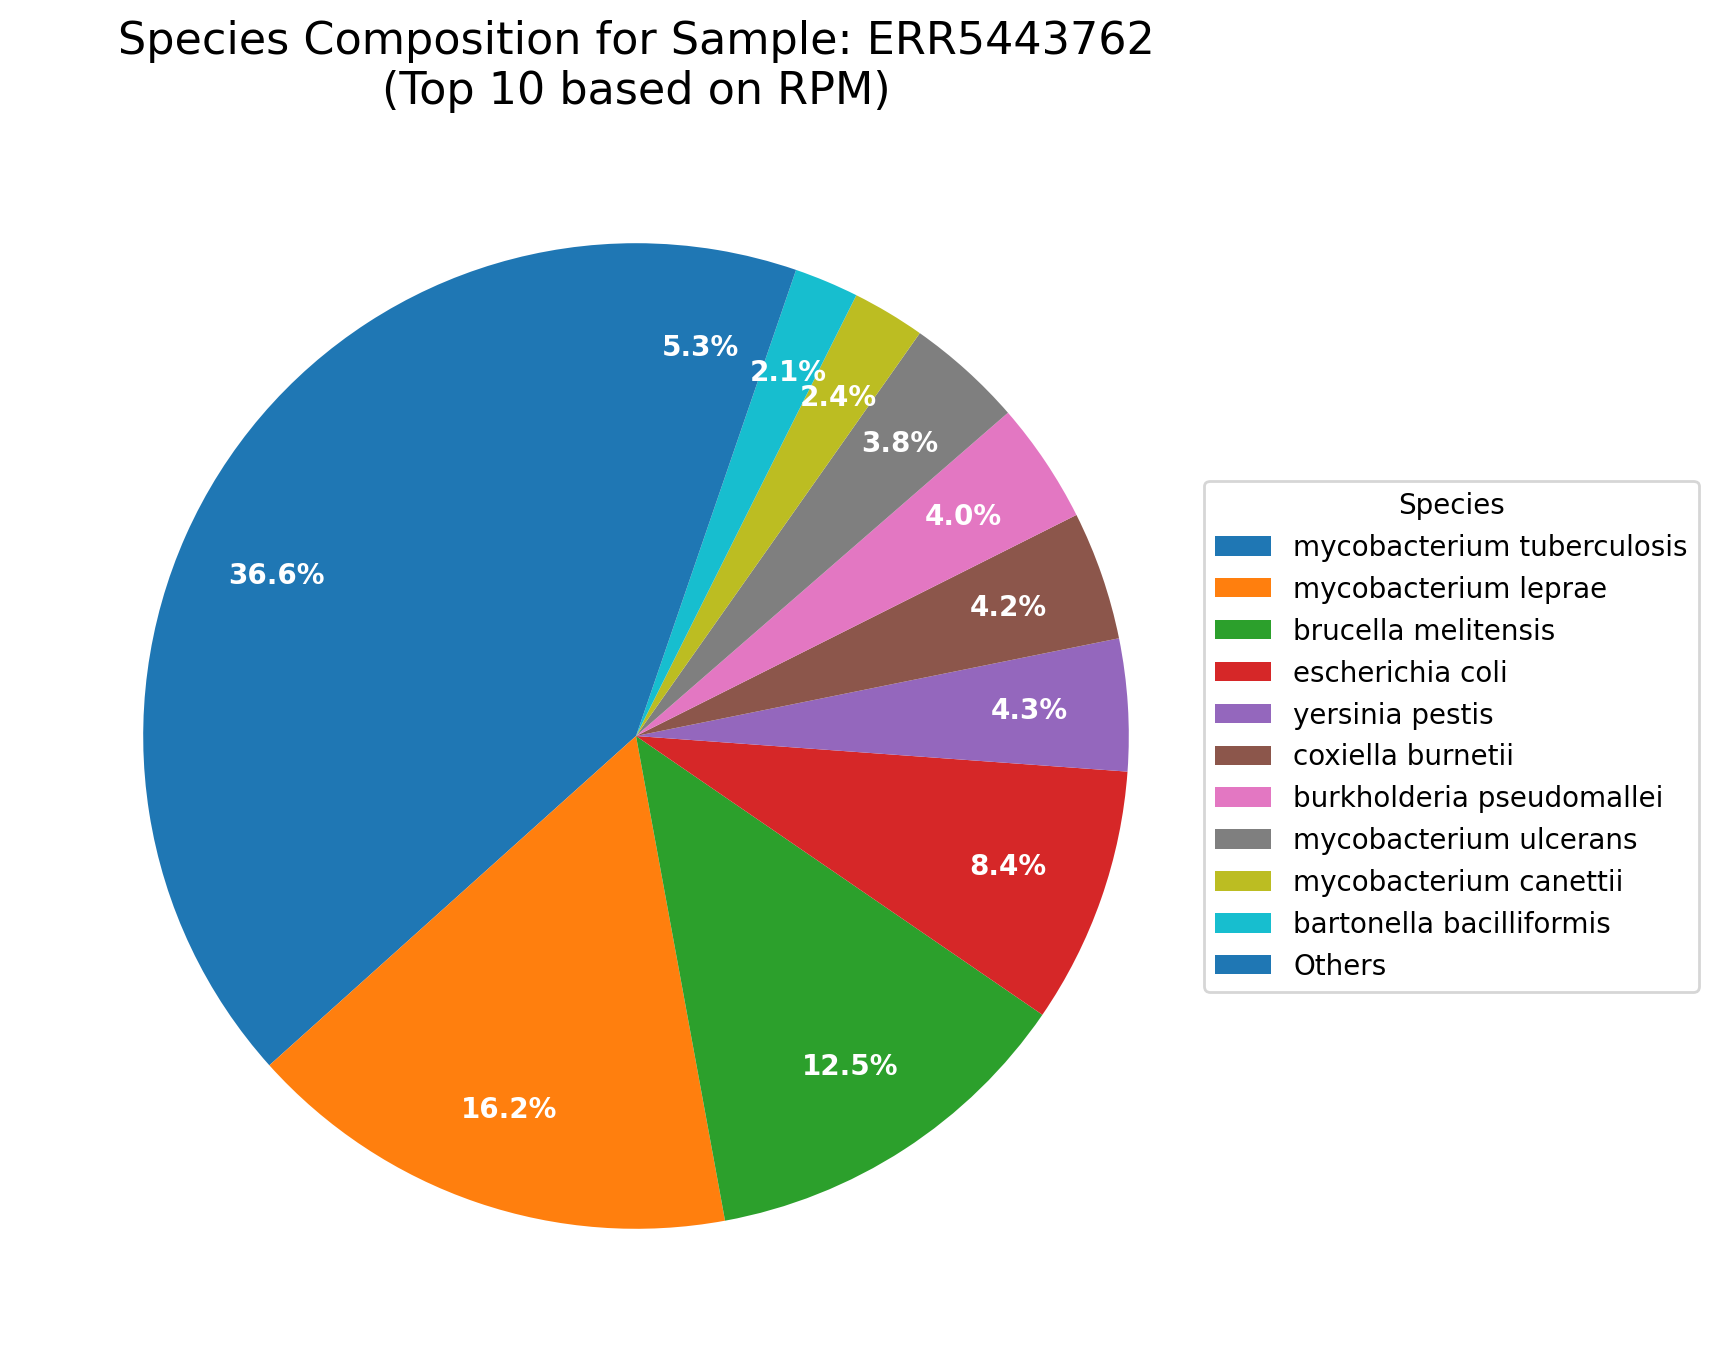 Species Composition for Sample: ERR5443762
(Top 10 based on RPM)
5.3%
2.1%
2.4%
3.8%
4.0%
4.2%
4.3%
8.4%
12.5%
16.2%
36.6%
Species
mycobacterium tuberculosis
mycobacterium leprae
brucella melitensis
escherichia coli
yersinia pestis
coxiella burnetii
burkholderia pseudomallei
mycobacterium ulcerans
mycobacterium canettii
bartonella bacilliformis
Others